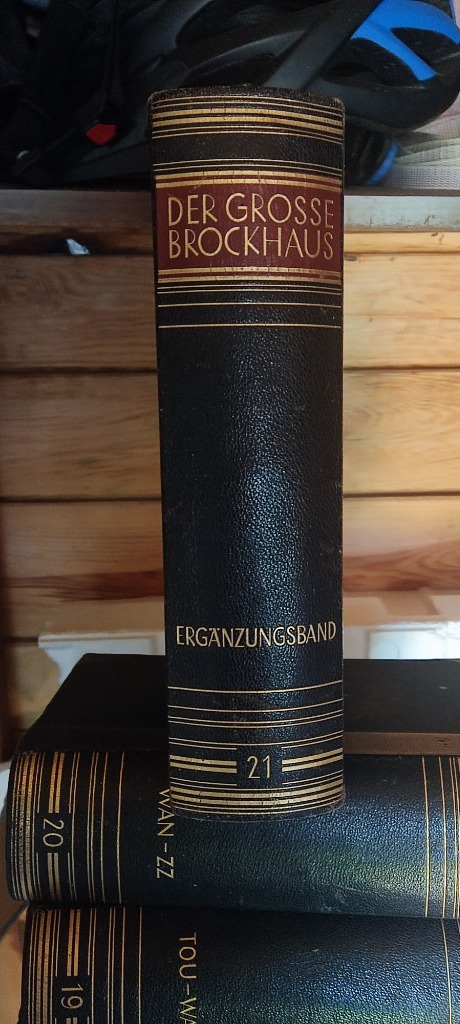 DER GROSSE
BROCKHAUS
ERGÄNZUNGSBAND
21
20
WAN-ZZ
19
TOU-WA